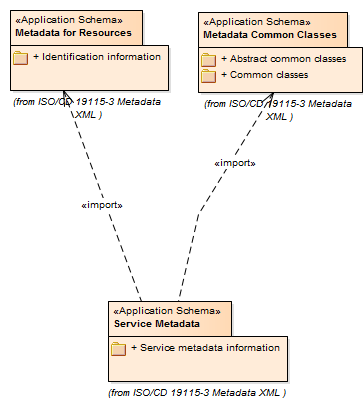 «Application Schema»
Metadata for Resources
+ Identification information
(from ISO/CD 19115-3 Metadata
XML )
«Application Schema»
Metadata Common Classes
+ Abstract common classes
+ Common classes
(from ISO/CD 19115-3 Metadata
XML )
«import»
«import»
«Application Schema»
Service Metadata
+ Service metadata information
(from ISO/CD 19115-3 Metadata XML )